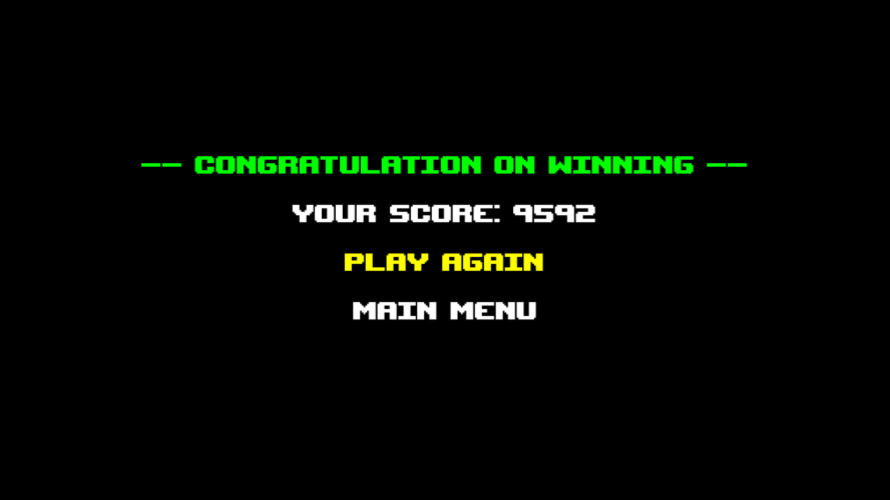 -- CONGRATULATION ON WINNING --
YOUR SCORE: 9592
PLAY AGAIN
MAIN MENU